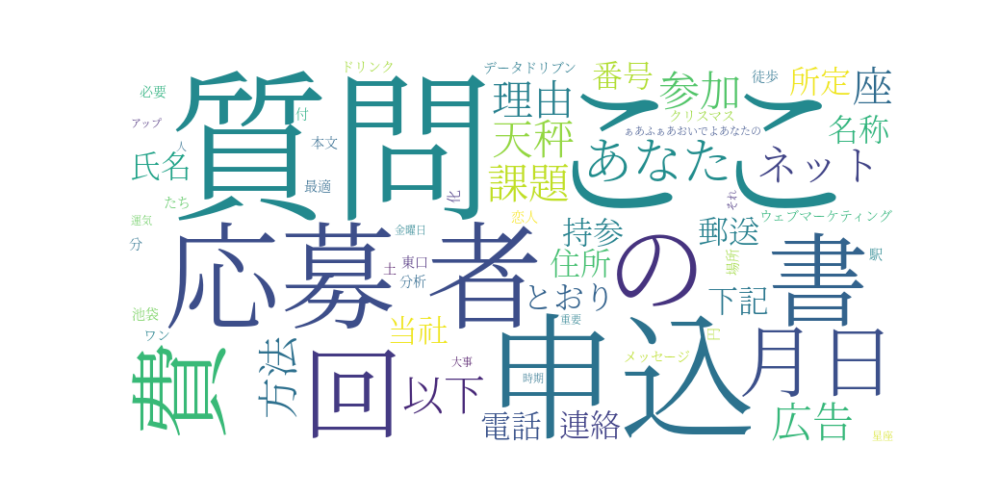 質問
ここ
応募者
の
申込
書
月日
回
費
ドリンク
データドリブン
番号
参加
徒歩
所定
座
必要
アップ
人
付
本文
理由
天秤
クリスマス
ぁあふぁあおいでよあなたの
名称
氏名
最適
課題
あなた
ネット
化
それ
たち
運気
分
恋人
金曜日
持参
郵送
ウェブマーケティング
土
東口
分析
住所
場所
駅
とおり
下記
池袋
ワン
当社
重要
円
方法
大事
メッセージ
時期
以下
電話
連絡
広告
星座